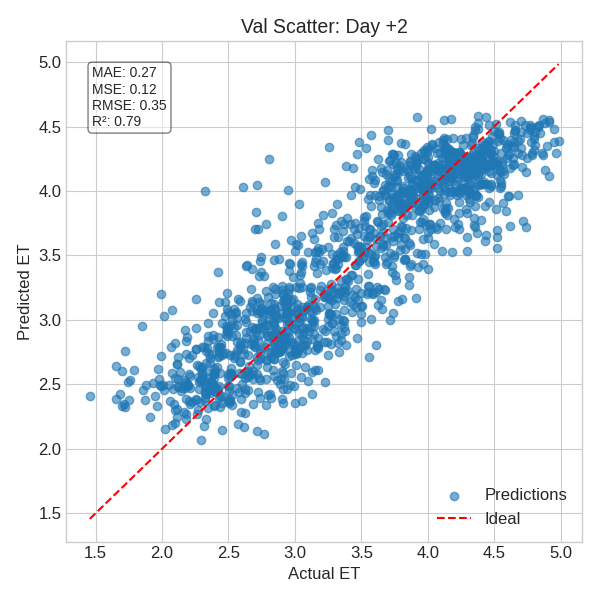 Val Scatter: Day +2
MAE: 0.27
MSE: 0.12
RMSE: 0.35
R²: 0.79
Predicted ET
5.0
4.5
4.0
3.5
3.0
2.5
2.0
1.5
Predictions
Ideal
1.5 2.0 2.5 3.0 3.5 4.0 4.5 5.0
Actual ET